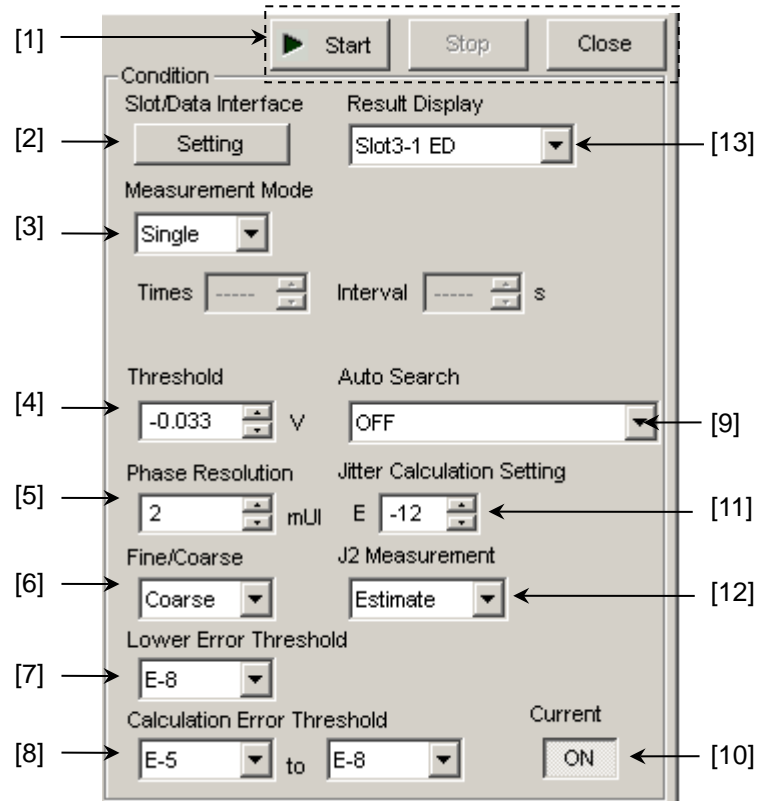 [1] Start Stop Close
Condition
Slot/Data Interface Result Display
[2] Setting Slot3-1 ED [13]
Measurement Mode
[3] Single
Times ----- Interval ----- s
Threshold Auto Search
[4] -0.033 V OFF [9]
Phase Resolution Jitter Calculation Setting
[5] 2 mUI E -12 [11]
Fine/Coarse J2 Measurement
[6] Coarse Estimate [12]
Lower Error Threshold
[7] E-8
Calculation Error Threshold Current
[8] E-5 to E-8 ON [10]